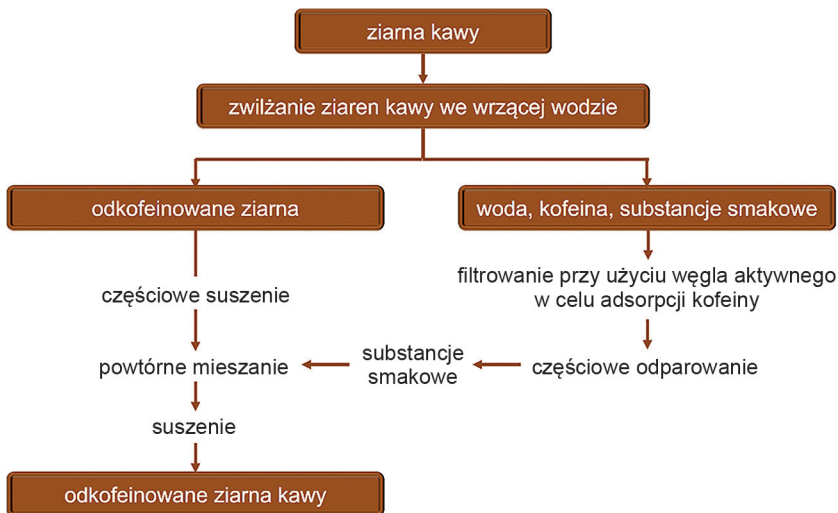 ziarna kawy
zwilżanie ziaren kawy we wrzącej wodzie
odkofeinowane ziarna
woda, kofeina, substancje smakowe
filtrowanie przy użyciu węgla aktywnego
w celu adsorpcji kofeiny
częściowe suszenie
powtórne mieszanie
substancje
smakowe
częściowe odparowanie
suszenie
odkofeinowane ziarna kawy